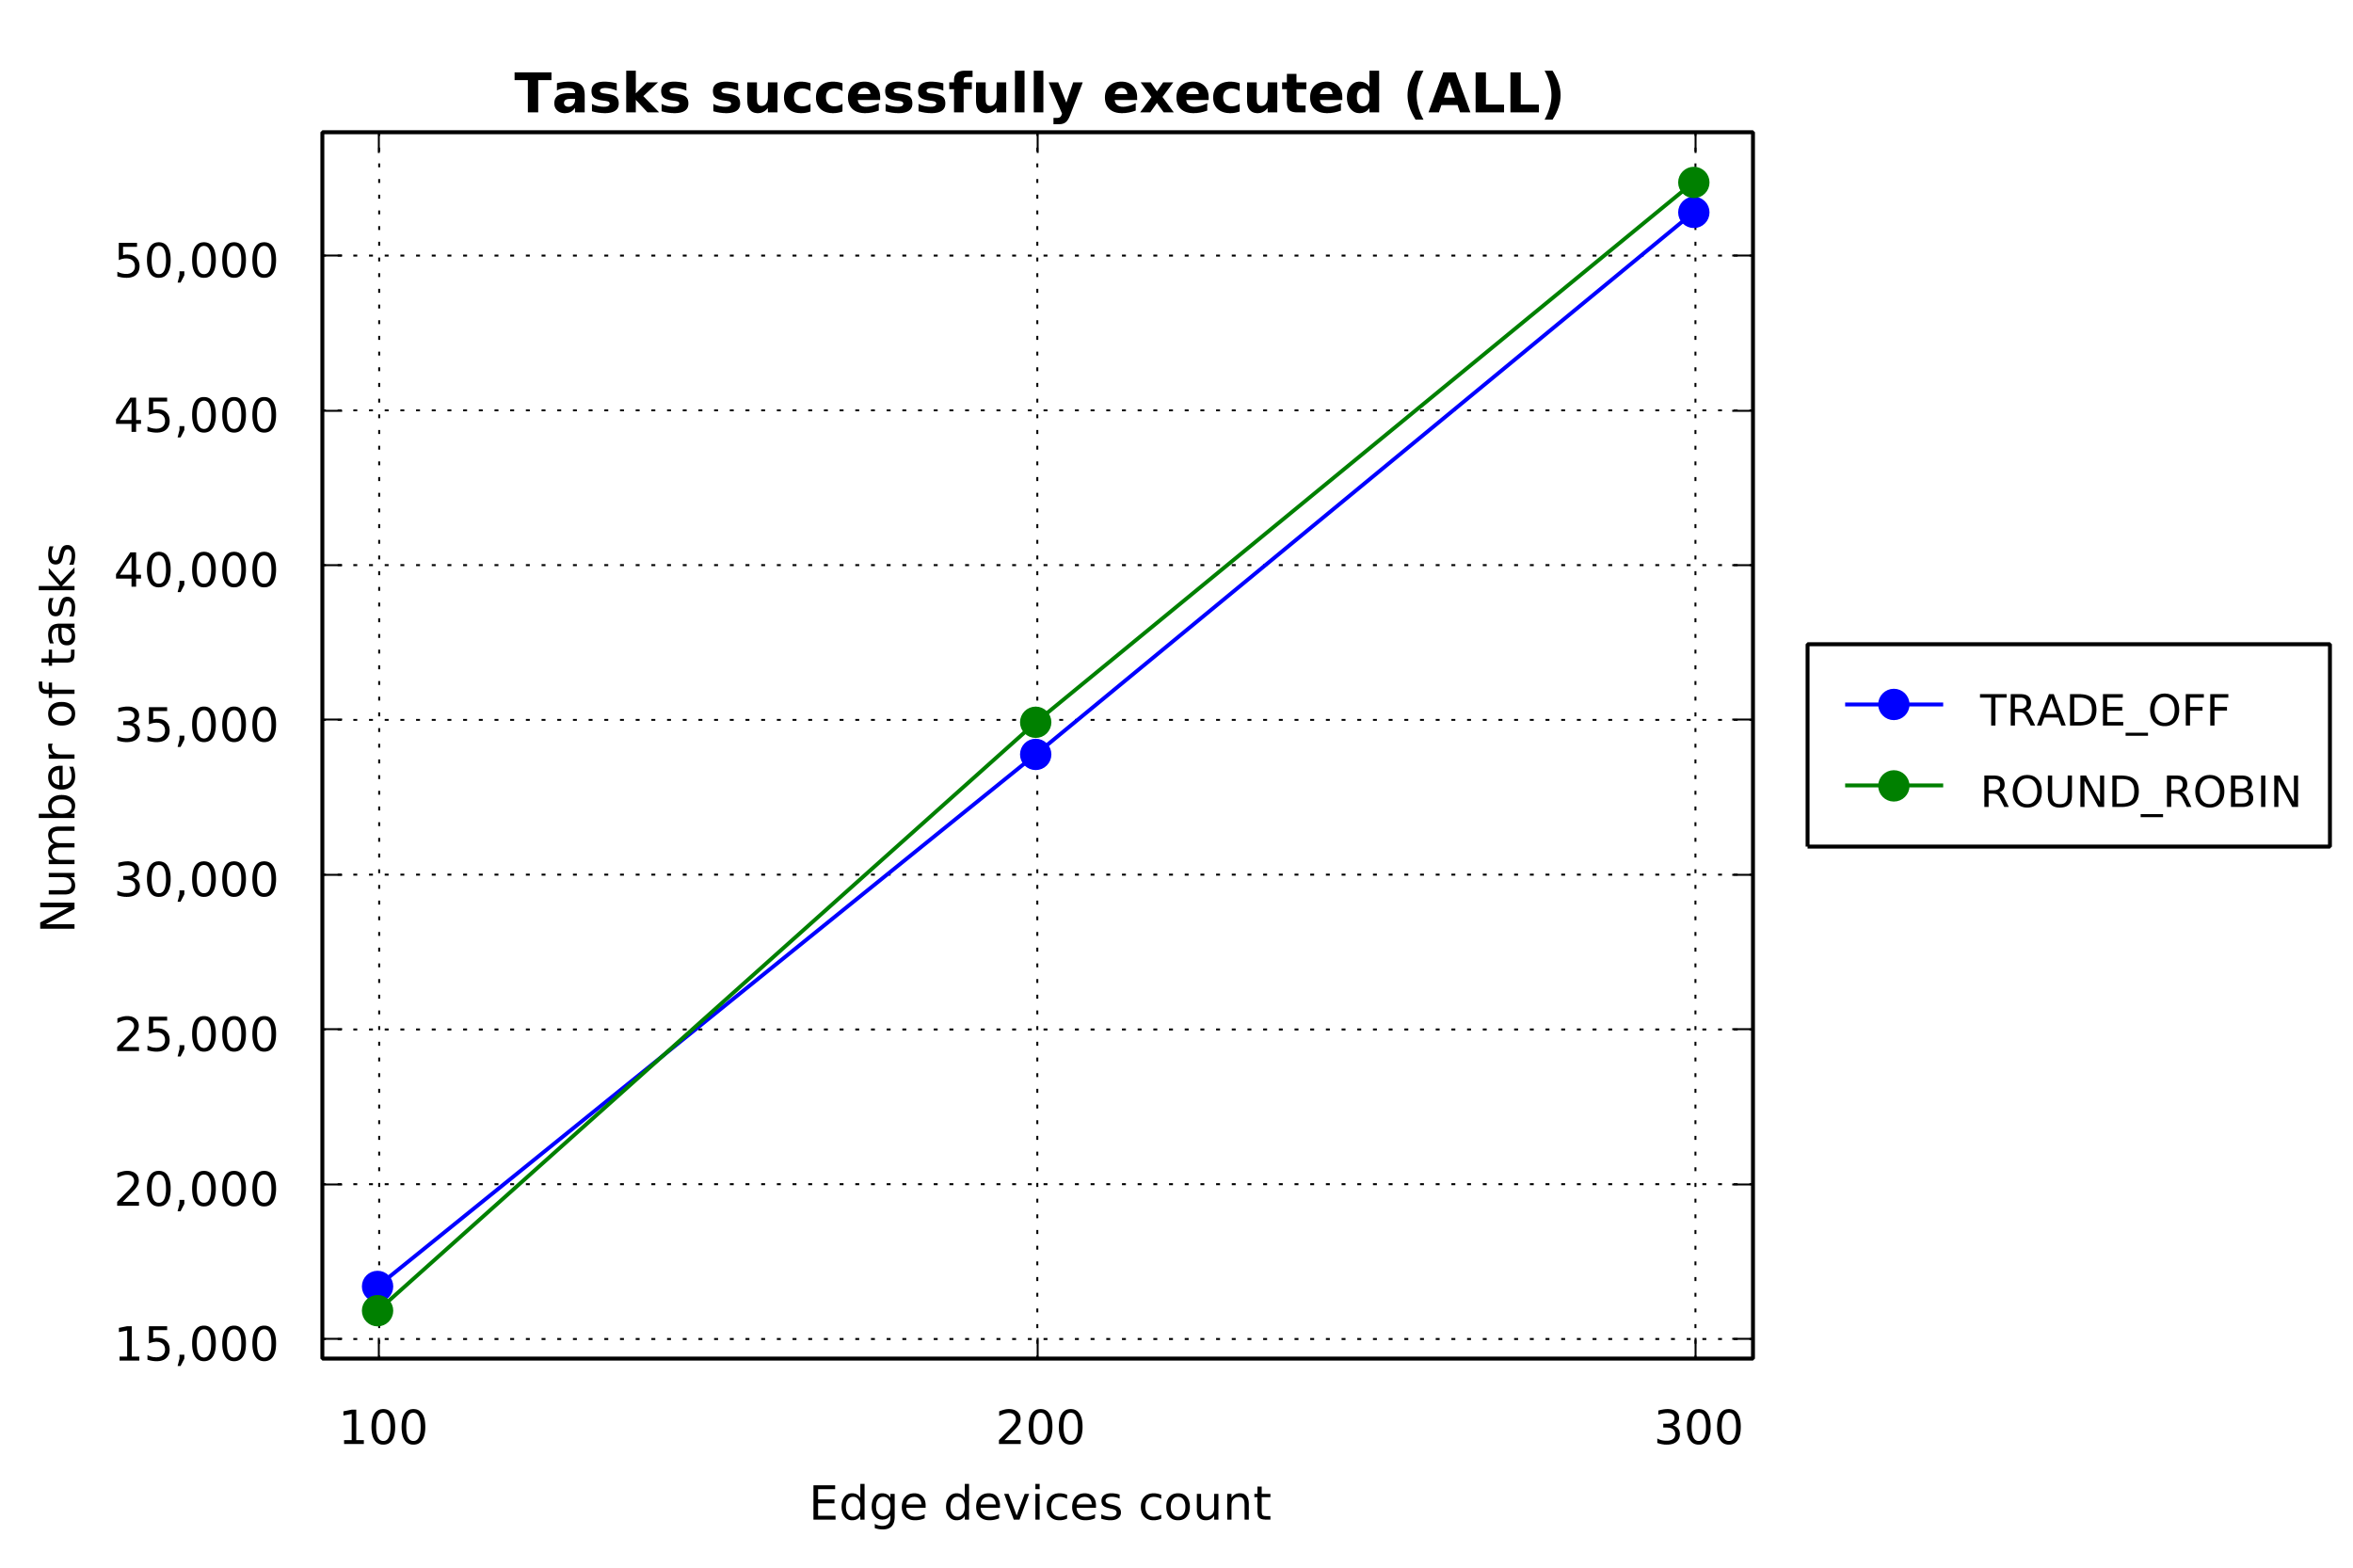 Tasks successfully executed (ALL)
50,000
45,000
40,000
35,000
30,000
25,000
20,000
15,000
Number of tasks
100
200
300
Edge devices count
TRADE_OFF
ROUND_ROBIN